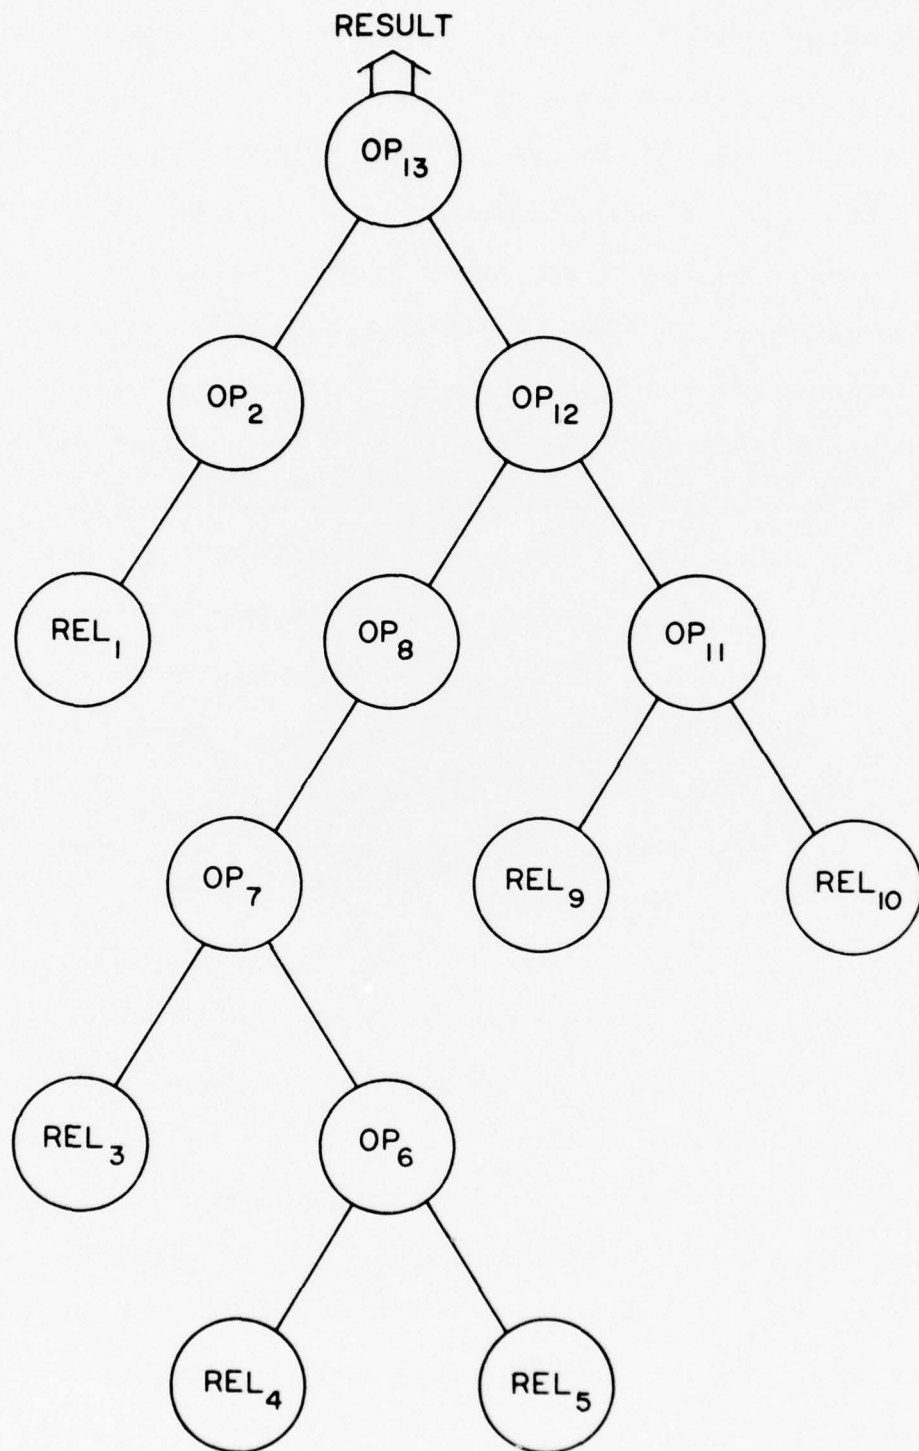 RESULT
OP₁₃
OP₂
OP₁₂
REL₁
OP₈
OP₁₁
OP₇
REL₉
REL₁₀
REL₃
OP₆
REL₄
REL₅